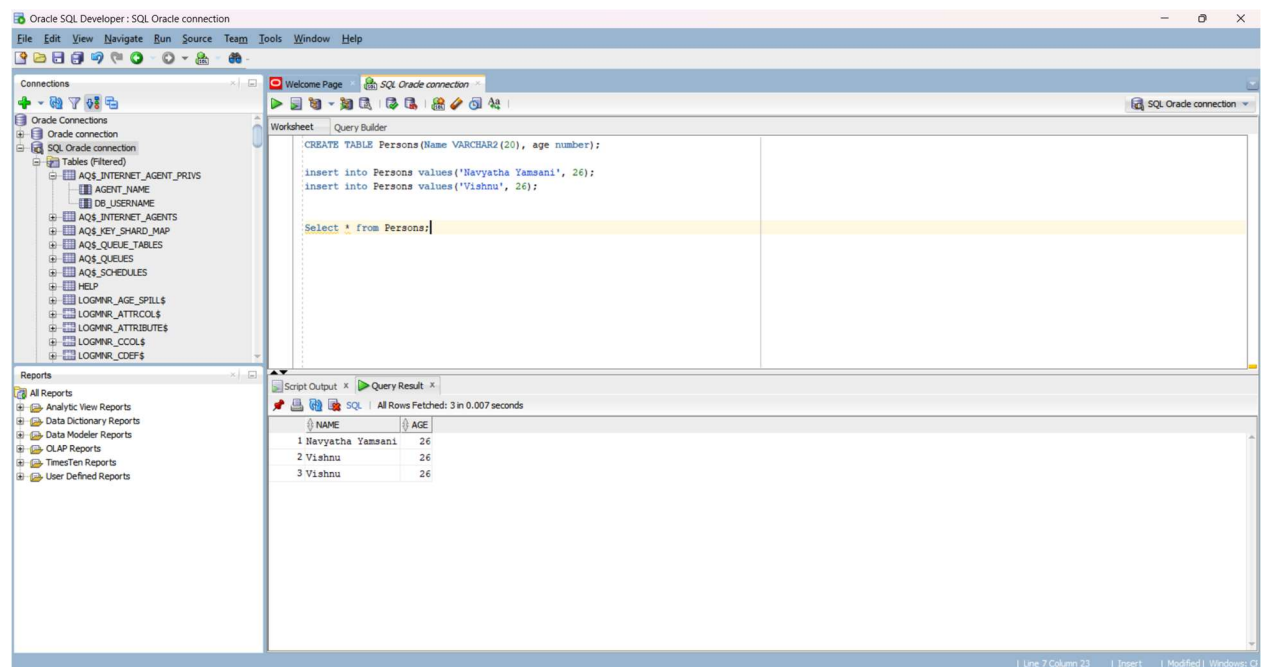 Oracle SQL Developer : SQL Oracle connection
File Edit View Navigate Run Source Team Tools Window Help
Connections
Oracle Connections
Oracle connection
SQL Oracle connection
Tables (Filtered)
AQ$_INTERNET_AGENT_PRIVS
AGENT_NAME
DB_USERNAME
AQ$_INTERNET_AGENTS
AQ$_KEY_SHARD_MAP
AQ$_QUEUE_TABLES
AQ$_QUEUES
AQ$_SCHEDULES
HELP
LOGMNR_AGE_SPILL$
LOGMNR_ATTRCOL$
LOGMNR_ATTRIBUTE$
LOGMNR_CCOL$
LOGMNR_CDEF$
Reports
All Reports
Analytic View Reports
Data Dictionary Reports
Data Modeler Reports
OLAP Reports
TimesTen Reports
User Defined Reports
Welcome Page SQL Oracle connection
SQL Oracle connection
Worksheet Query Builder
CREATE TABLE Persons(Name VARCHAR2(20), age number);
insert into Persons values('Navyatha Yamsani', 26);
insert into Persons values('Vishnu', 26);
Select * from Persons;
Script Output x Query Result x
SQL | All Rows Fetched: 3 in 0.007 seconds
NAME AGE
1 Navyatha Yamsani 26
2 Vishnu 26
3 Vishnu 26
| Line 7 Column 23 | Insert | Modified | Windows: C